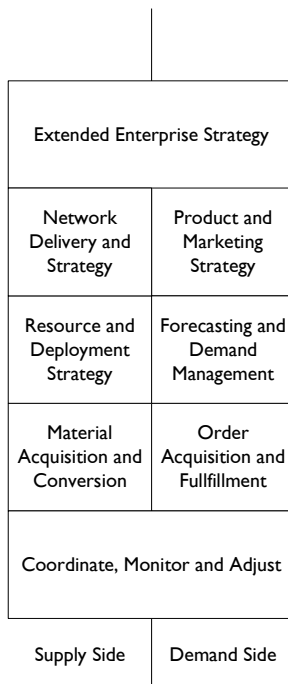 Extended Enterprise Strategy
Network
Delivery and
Strategy
Product and
Marketing
Strategy
Resource and
Deployment
Strategy
Forecasting and
Demand
Management
Material
Acquisition and
Conversion
Order
Acquisition and
Fullfillment
Coordinate, Monitor and Adjust
Supply Side
Demand Side